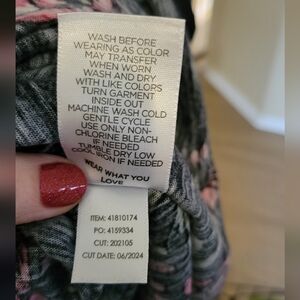 WASH BEFORE
WEARING AS COLOR
MAY TRANSFER
WHEN WORN
WASH AND DRY
WITH LIKE COLORS
TURN GARMENT
INSIDE OUT
MACHINE WASH COLD
GENTLE CYCLE
USE ONLY NON-
CHLORINE BLEACH
IF NEEDED
TUMBLE DRY LOW
COOL IRON IF NEEDED
WEAR WHAT YOU
LOVE
ITEM: 41810174
PO: 4159334
CUT: 202105
CUT DATE: 06/2024